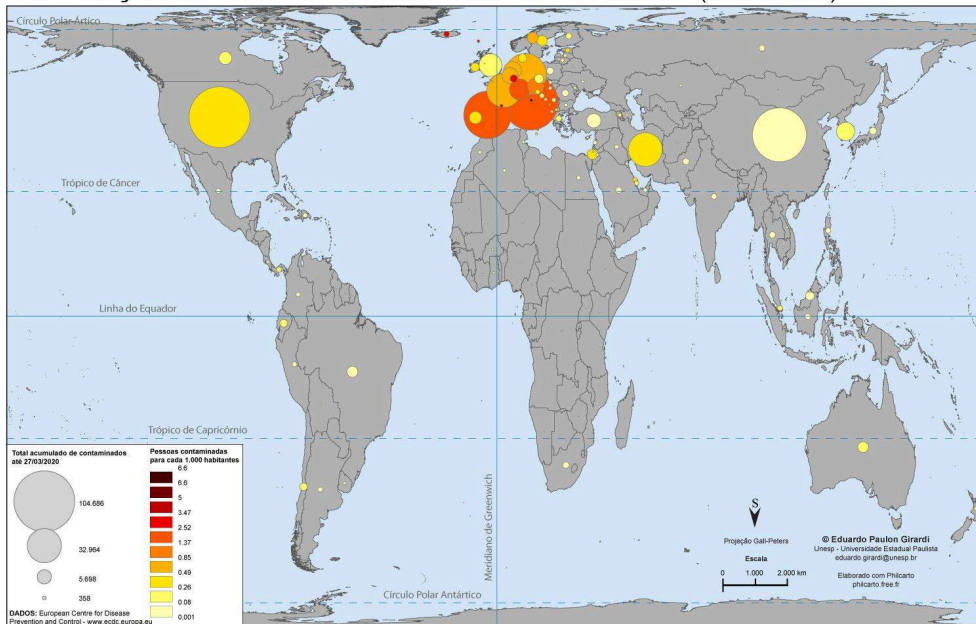 Círculo Polar-Ártico
Trópico de Câncer
Linha do Equador
Trópico de Capricórnio
Meridiano de Greenwich
Círculo Polar Antártico
Total acumulado de contaminados
até 27/03/2020
104.686
32.964
5.698
358
Pessoas contaminadas
para cada 1.000 habitantes
6.6
6.6
5
3.47
2.52
1.37
0.85
0.49
0.26
0.08
0,001
DADOS: European Centre for Disease
Prevention and Control - www.ecdc.europa.eu
S
Projeção Gall-Peters
Escala
0 1.000 2.000 km
© Eduardo Paulon Girardi
Unesp - Universidade Estadual Paulista
eduardo.girardi@unesp.br
Elaborado com Philcarto
philcarto.free.fr